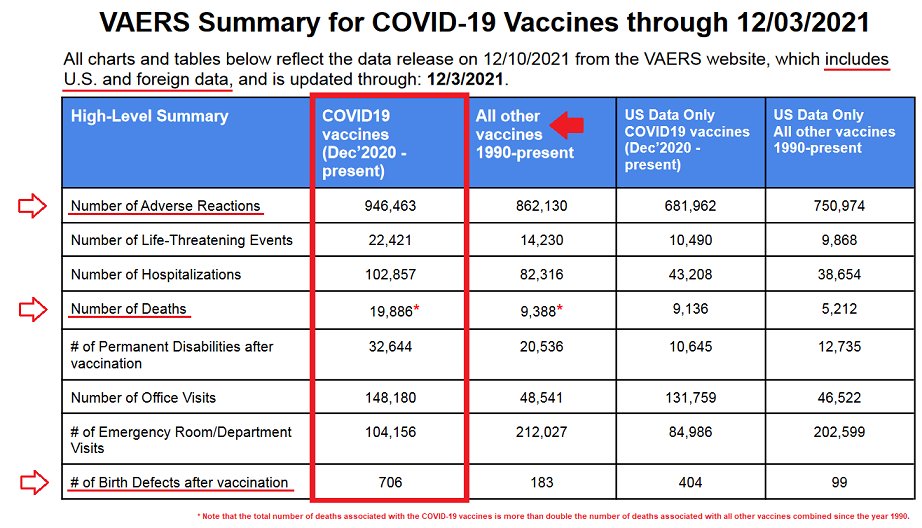 VAERS Summary for COVID-19 Vaccines through 12/03/2021
All charts and tables below reflect the data release on 12/10/2021 from the VAERS website, which includes
U.S. and foreign data, and is updated through: 12/3/2021.
High-Level Summary
COVID19
vaccines
(Dec'2020 -
present)
All other
vaccines
1990-present
US Data Only
COVID19 vaccines
(Dec'2020 -
present)
US Data Only
All other vaccines
1990-present
Number of Adverse Reactions 946,463 862,130 681,962 750,974
Number of Life-Threatening Events 22,421 14,230 10,490 9,868
Number of Hospitalizations 102,857 82,316 43,208 38,654
Number of Deaths 19,886* 9,388* 9,136 5,212
# of Permanent Disabilities after
vaccination
32,644 20,536 10,645 12,735
Number of Office Visits 148,180 48,541 131,759 46,522
# of Emergency Room/Department
Visits
104,156 212,027 84,986 202,599
# of Birth Defects after vaccination 706 183 404 99
* Note that the total number of deaths associated with the COVID-19 vaccines is more than double the number of deaths associated with all other vaccines combined since the year 1990.